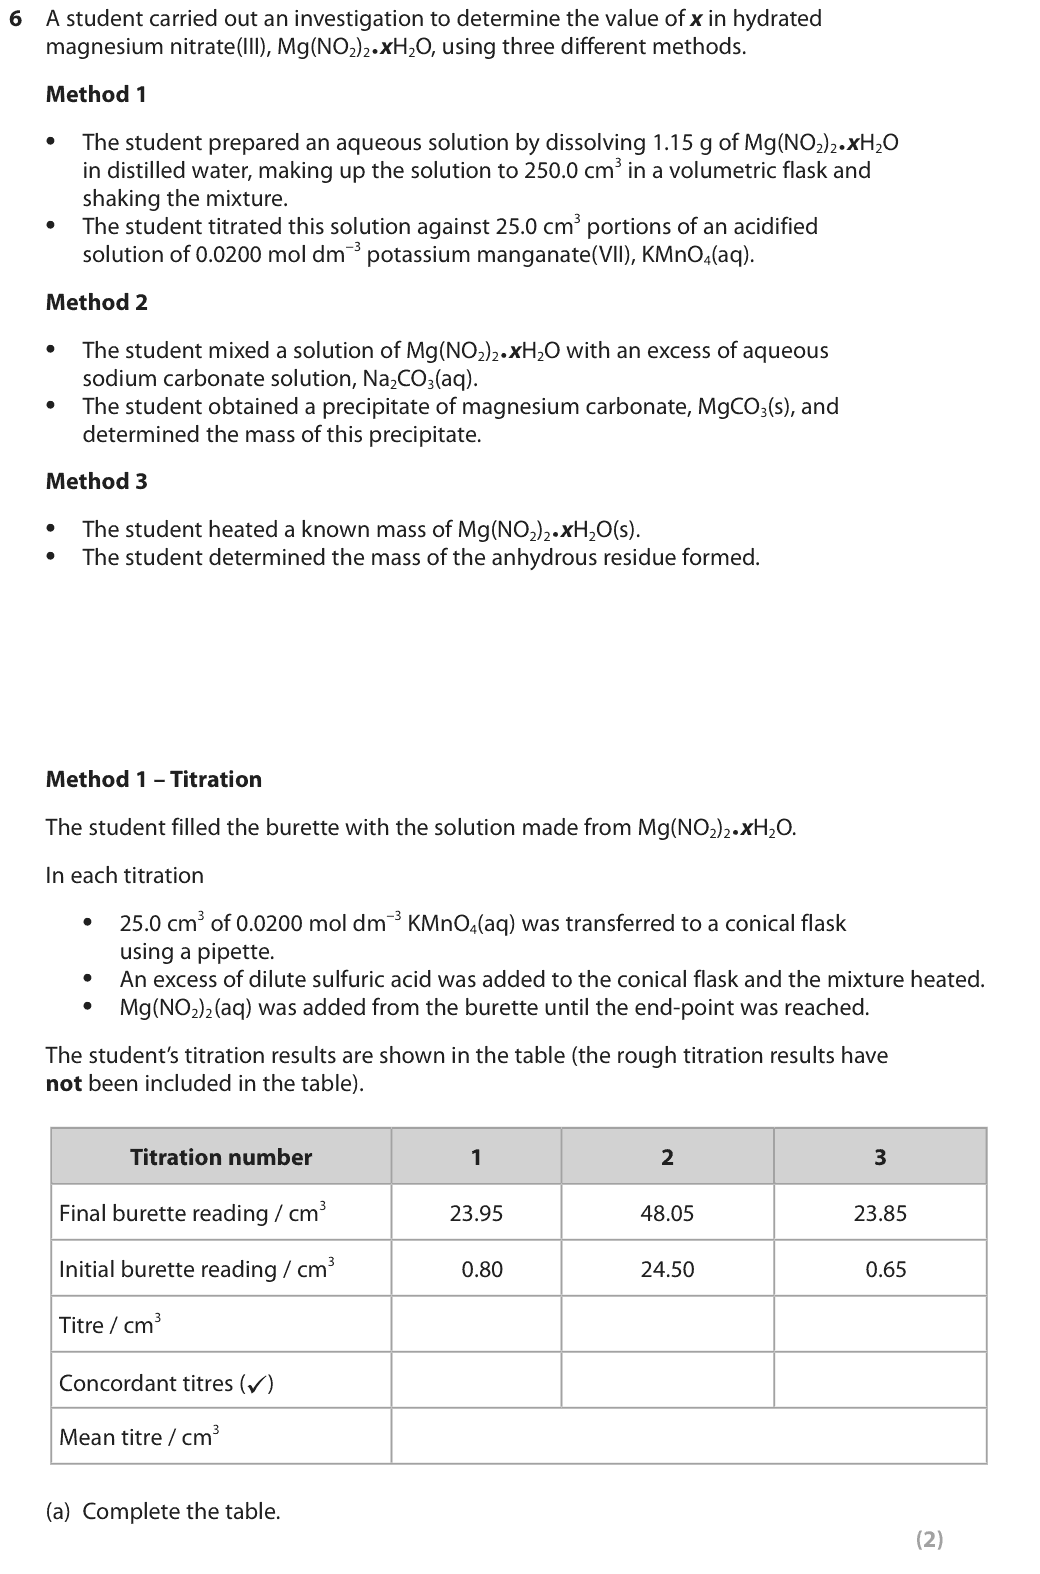 6 A student carried out an investigation to determine the value of x in hydrated
magnesium nitrate(III), Mg(NO₂)₂•xH₂O, using three different methods.
Method 1
• The student prepared an aqueous solution by dissolving 1.15 g of Mg(NO₂)₂•xH₂O
in distilled water, making up the solution to 250.0 cm³ in a volumetric flask and
shaking the mixture.
• The student titrated this solution against 25.0 cm³ portions of an acidified
solution of 0.0200 mol dm⁻³ potassium manganate(VII), KMnO₄(aq).
Method 2
• The student mixed a solution of Mg(NO₂)₂•xH₂O with an excess of aqueous
sodium carbonate solution, Na₂CO₃(aq).
• The student obtained a precipitate of magnesium carbonate, MgCO₃(s), and
determined the mass of this precipitate.
Method 3
• The student heated a known mass of Mg(NO₂)₂•xH₂O(s).
• The student determined the mass of the anhydrous residue formed.
Method 1 – Titration
The student filled the burette with the solution made from Mg(NO₂)₂•xH₂O.
In each titration
• 25.0 cm³ of 0.0200 mol dm⁻³ KMnO₄(aq) was transferred to a conical flask
using a pipette.
• An excess of dilute sulfuric acid was added to the conical flask and the mixture heated.
• Mg(NO₂)₂(aq) was added from the burette until the end-point was reached.
The student’s titration results are shown in the table (the rough titration results have
not been included in the table).
Titration number 1 2 3
Final burette reading / cm³ 23.95 48.05 23.85
Initial burette reading / cm³ 0.80 24.50 0.65
Titre / cm³
Concordant titres (✓)
Mean titre / cm³
(a) Complete the table.
(2)